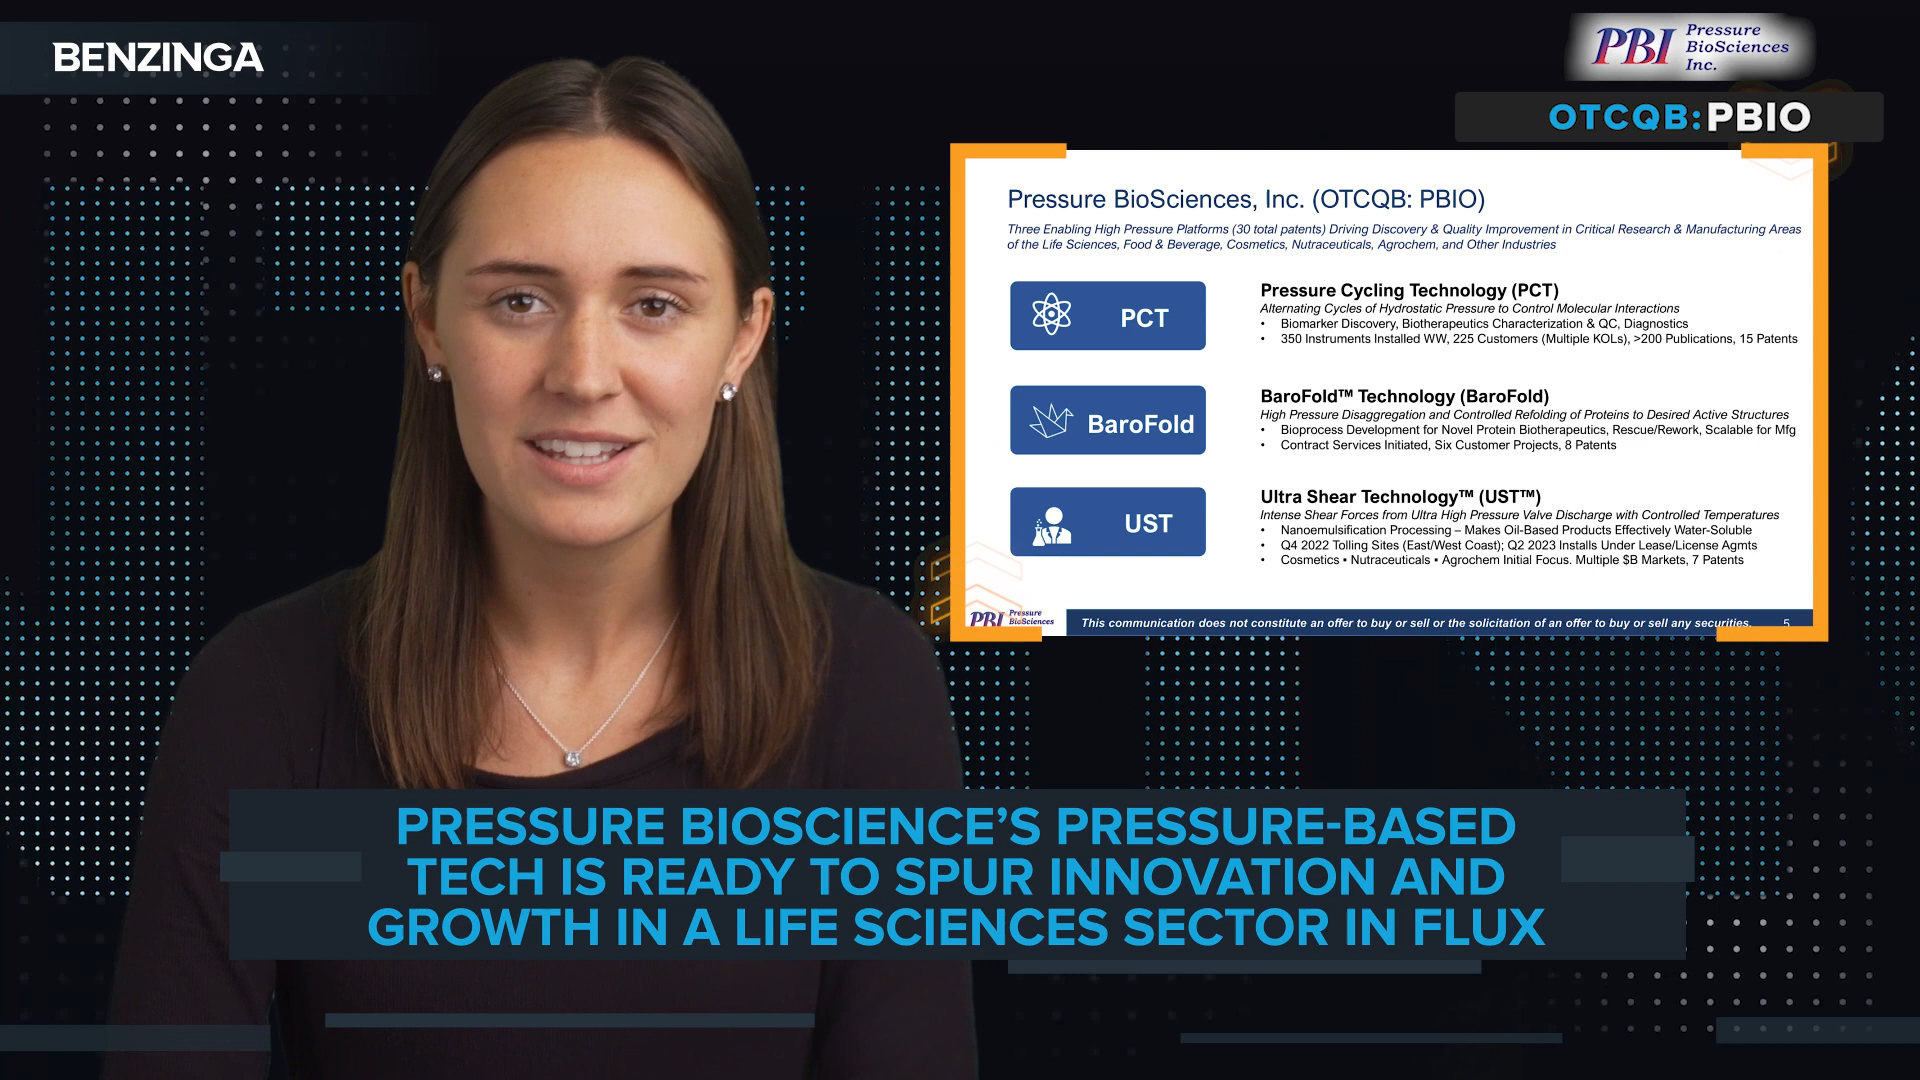 BENZINGA
PBI Pressure
BioSciences
Inc.
OTCQB:PBIO
Pressure BioSciences, Inc. (OTCQB: PBIO)
Three Enabling High Pressure Platforms (30 total patents) Driving Discovery & Quality Improvement in Critical Research & Manufacturing Areas
of the Life Sciences, Food & Beverage, Cosmetics, Nutraceuticals, Agrochem, and Other Industries
PCT
Pressure Cycling Technology (PCT)
Alternating Cycles of Hydrostatic Pressure to Control Molecular Interactions
• Biomarker Discovery, Biotherapeutics Characterization & QC, Diagnostics
• 350 Instruments Installed WW, 225 Customers (Multiple KOLs), >200 Publications, 15 Patents
BaroFold
BaroFold™ Technology (BaroFold)
High Pressure Disaggregation and Controlled Refolding of Proteins to Desired Active Structures
• Bioprocess Development for Novel Protein Biotherapeutics, Rescue/Rework, Scalable for Mfg
• Contract Services Initiated, Six Customer Projects, 8 Patents
UST
Ultra Shear Technology™ (UST™)
Intense Shear Forces from Ultra High Pressure Valve Discharge with Controlled Temperatures
• Nanoemulsification Processing – Makes Oil-Based Products Effectively Water-Soluble
• Q4 2022 Tolling Sites (East/West Coast); Q2 2023 Installs Under Lease/License Agmts
• Cosmetics ▪ Nutraceuticals ▪ Agrochem Initial Focus. Multiple $B Markets, 7 Patents
PBI Pressure
BioSciences
This communication does not constitute an offer to buy or sell or the solicitation of an offer to buy or sell any securities. 5
PRESSURE BIOSCIENCE’S PRESSURE-BASED
TECH IS READY TO SPUR INNOVATION AND
GROWTH IN A LIFE SCIENCES SECTOR IN FLUX